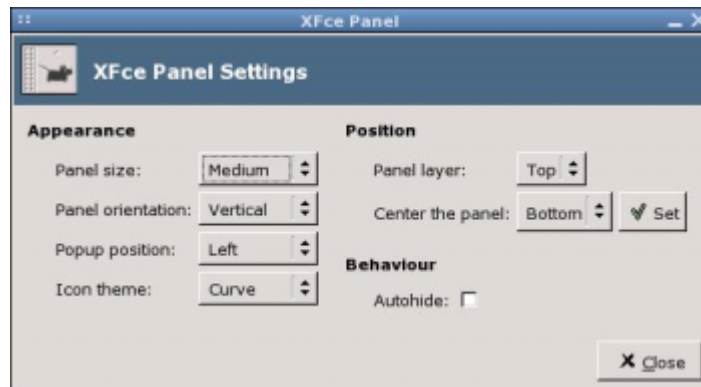 XFce Panel
XFce Panel Settings
Appearance
Panel size: Medium
Panel orientation: Vertical
Popup position: Left
Icon theme: Curve
Position
Panel layer: Top
Center the panel: Bottom Set
Behaviour
Autohide:
Close